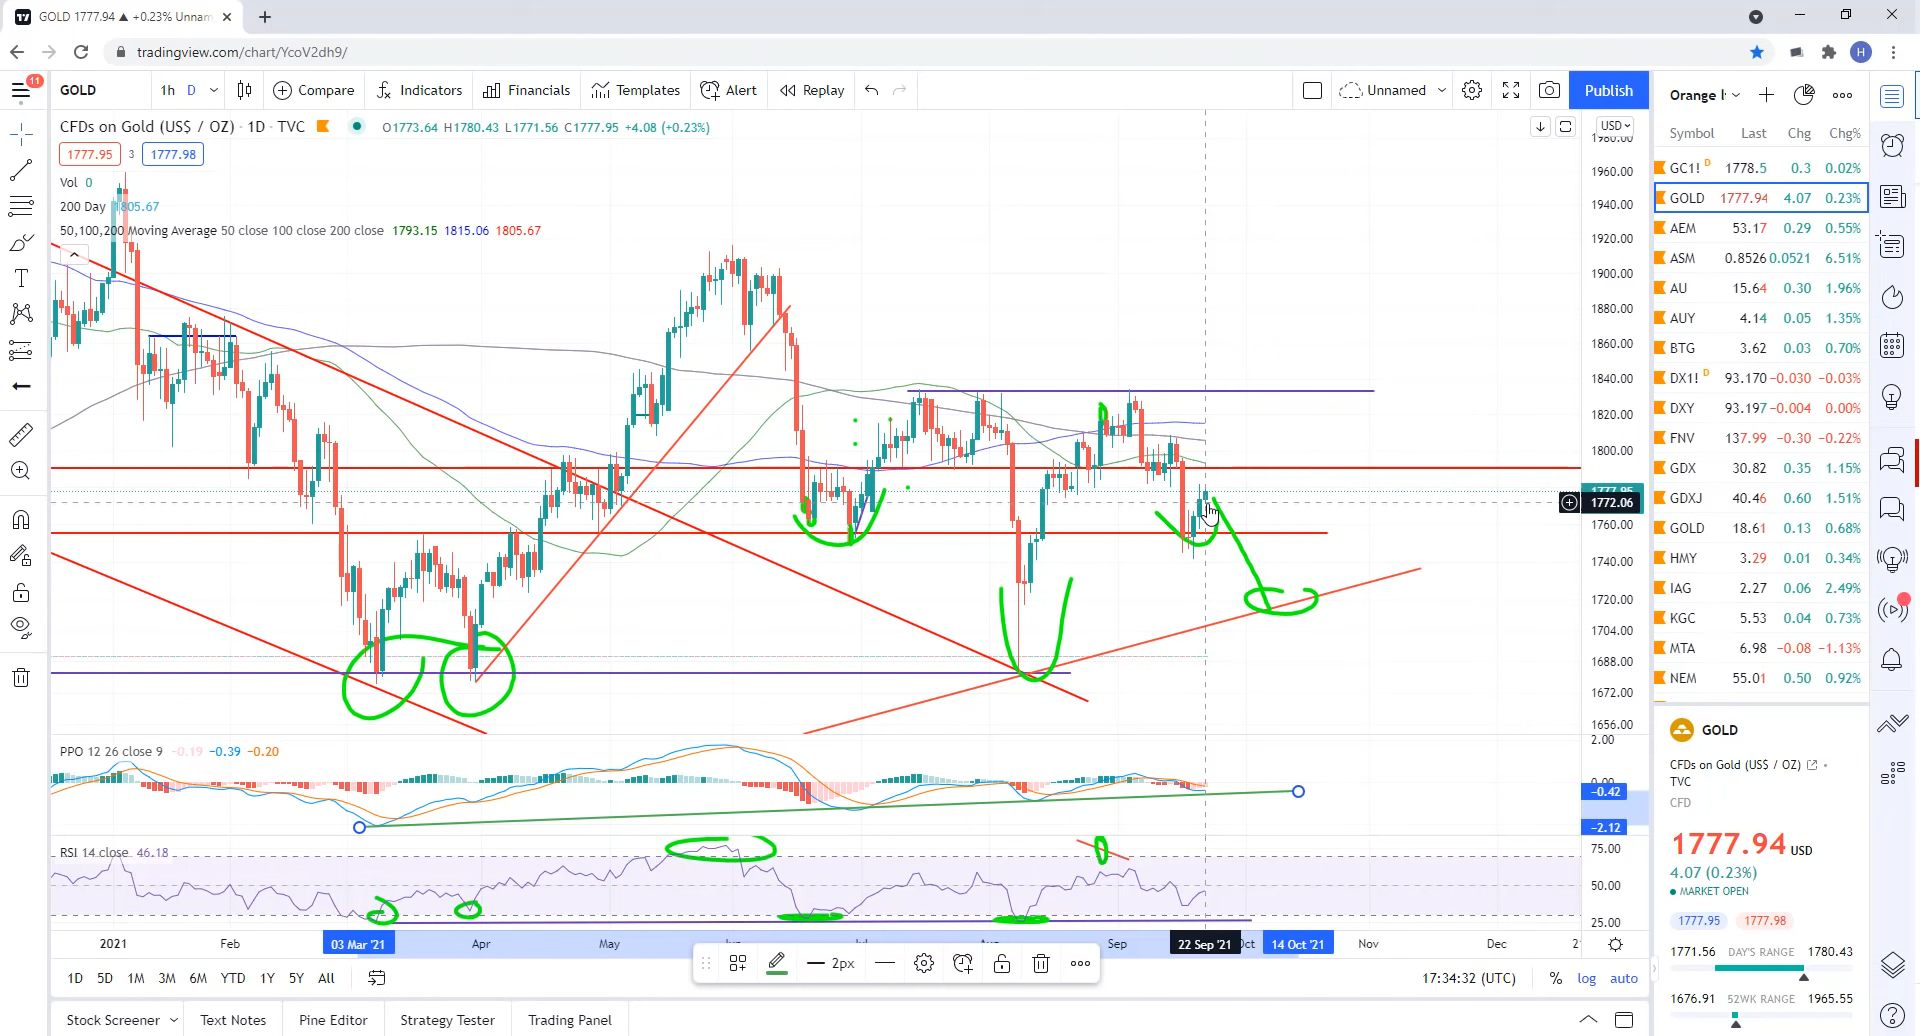 GOLD 1777.94 ▲ +0.23% Unnam
tradingview.com/chart/YcoV2dh9/
11
GOLD
1h D
Compare
Indicators
Financials
Templates
Alert
Replay
Unnamed
Publish
Orange
CFDs on Gold (US$ / OZ) · 1D · TVC
O1773.64 H1780.43 L1771.56 C1777.95 +4.08 (+0.23%)
1777.95 3 1777.98
Vol 0
200 Day 1805.67
50,100,200 Moving Average 50 close 100 close 200 close 1793.15 1815.06 1805.67
USD
1980.00
1960.00
1940.00
1920.00
1900.00
1880.00
1860.00
1840.00
1820.00
1800.00
1777.95
1772.06
1760.00
1740.00
1720.00
1704.00
1688.00
1672.00
1656.00
PPO 12 26 close 9 -0.19 -0.39 -0.20
2.00
0.00
−0.42
−2.12
RSI 14 close 46.18
75.00
50.00
25.00
2021 Feb 03 Mar '21 Apr May Jun Jul Aug Sep 22 Sep '21 Oct 14 Oct '21 Nov Dec
2px
1D 5D 1M 3M 6M YTD 1Y 5Y All
17:34:32 (UTC) % log auto
Stock Screener Text Notes Pine Editor Strategy Tester Trading Panel
Symbol Last Chg Chg%
GC1! D 1778.5 0.3 0.02%
GOLD 1777.94 4.07 0.23%
AEM 53.17 0.29 0.55%
ASM 0.8526 0.0521 6.51%
AU 15.64 0.30 1.96%
AUY 4.14 0.05 1.35%
BTG 3.62 0.03 0.70%
DX1! D 93.170 −0.030 −0.03%
DXY 93.197 −0.004 0.00%
FNV 137.99 −0.30 −0.22%
GDX 30.82 0.35 1.15%
GDXJ 40.46 0.60 1.51%
GOLD 18.61 0.13 0.68%
HMY 3.29 0.01 0.34%
IAG 2.27 0.06 2.49%
KGC 5.53 0.04 0.73%
MTA 6.98 −0.08 −1.13%
NEM 55.01 0.50 0.92%
GOLD
CFDs on Gold (US$ / OZ) •
TVC
CFD
1777.94 USD
4.07 (0.23%)
MARKET OPEN
1777.95 1777.98
1771.56 DAY'S RANGE 1780.43
1676.91 52WK RANGE 1965.55
H